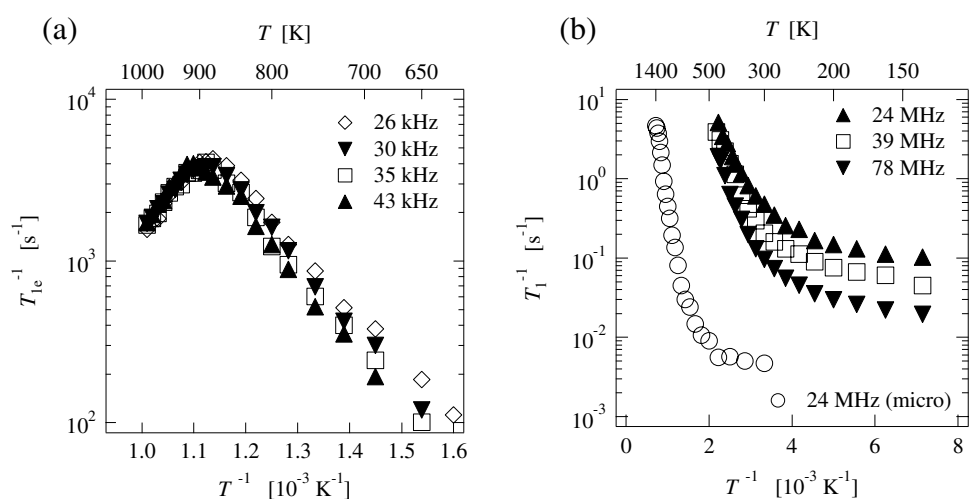 (a)
T [K]
1000 900 800 700 650
10^4
10^3
10^2
T_{1e}^{-1} [s^{-1}]
26 kHz
30 kHz
35 kHz
43 kHz
1.0 1.1 1.2 1.3 1.4 1.5 1.6
T^{-1} [10^{-3} K^{-1}]
(b)
T [K]
1400 500 300 200 150
10^1
10^0
10^{-1}
10^{-2}
10^{-3}
T_1^{-1} [s^{-1}]
24 MHz
39 MHz
78 MHz
24 MHz (micro)
0 2 4 6 8
T^{-1} [10^{-3} K^{-1}]